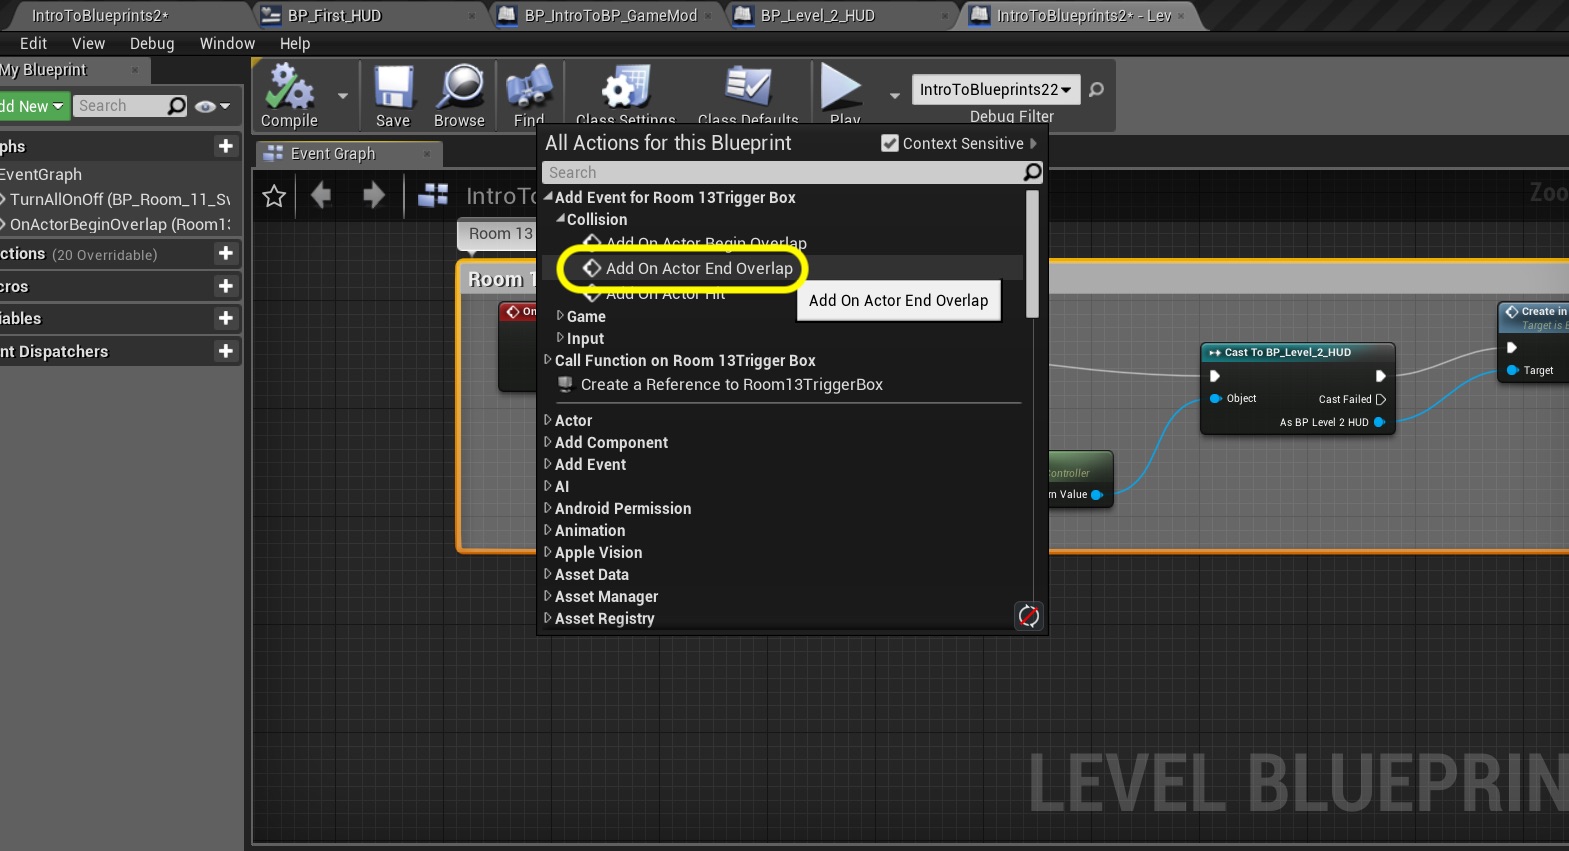 IntroToBlueprints2*
BP_First_HUD
BP_IntroToBP_GameMod
BP_Level_2_HUD
IntroToBlueprints2* - Lev
Edit View Debug Window Help
My Blueprint
dd New
Search
Compile
Save
Browse
Find
Class Settings
Class Defaults
Play
IntroToBlueprints22
Debug Filter
phs
EventGraph
TurnAllOnOff (BP_Room_11_Sv
OnActorBeginOverlap (Room13
ctions (20 Overridable)
cros
iables
nt Dispatchers
Event Graph
IntroTo
Zoo
Room 13
Room 1
On
All Actions for this Blueprint
Context Sensitive
Search
Add Event for Room 13Trigger Box
Collision
Add On Actor Begin Overlap
Add On Actor End Overlap
Add On Actor Hit
Add On Actor End Overlap
Game
Input
Call Function on Room 13Trigger Box
Create a Reference to Room13TriggerBox
Actor
Add Component
Add Event
AI
Android Permission
Animation
Apple Vision
Asset Data
Asset Manager
Asset Registry
ontroller
rn Value
Cast To BP_Level_2_HUD
Object
Cast Failed
As BP Level 2 HUD
Create in
Target is B
Target
LEVEL BLUEPRIN